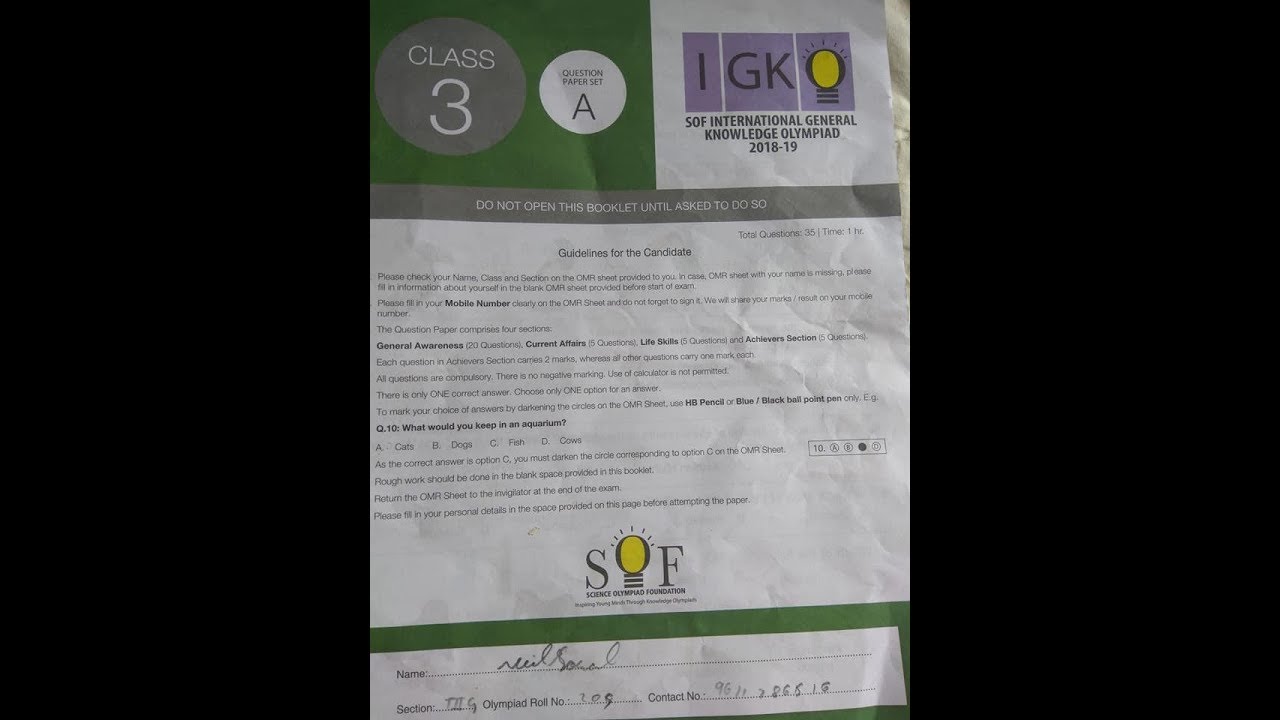 CLASS
3
QUESTION
PAPER SET
A
IGKO
SOF INTERNATIONAL GENERAL
KNOWLEDGE OLYMPIAD
2018-19
DO NOT OPEN THIS BOOKLET UNTIL ASKED TO DO SO
Total Questions: 35 | Time: 1 hr.
Guidelines for the Candidate
Please check your Name, Class and Section on the OMR sheet provided to you. In case, OMR sheet with your name is missing, please
fill in information about yourself in the blank OMR sheet provided before start of exam.
Please fill in your Mobile Number clearly on the OMR Sheet and do not forget to sign it. We will share your marks / result on your mobile
number.
The Question Paper comprises four sections:
General Awareness (20 Questions), Current Affairs (5 Questions), Life Skills (5 Questions) and Achievers Section (5 Questions).
Each question in Achievers Section carries 2 marks, whereas all other questions carry one mark each.
All questions are compulsory. There is no negative marking. Use of calculator is not permitted.
There is only ONE correct answer. Choose only ONE option for an answer.
To mark your choice of answers by darkening the circles on the OMR Sheet, use HB Pencil or Blue / Black ball point pen only. E.g.
Q.10: What would you keep in an aquarium?
A. Cats B. Dogs C. Fish D. Cows
10. A B D
As the correct answer is option C, you must darken the circle corresponding to option C on the OMR Sheet.
Rough work should be done in the blank space provided in this booklet.
Return the OMR Sheet to the invigilator at the end of the exam.
Please fill in your personal details in the space provided on this page before attempting the paper.
SOF
SCIENCE OLYMPIAD FOUNDATION
Inspiring Young Minds Through Knowledge Olympiads
Name:
Section: III G Olympiad Roll No.: 209 Contact No.: